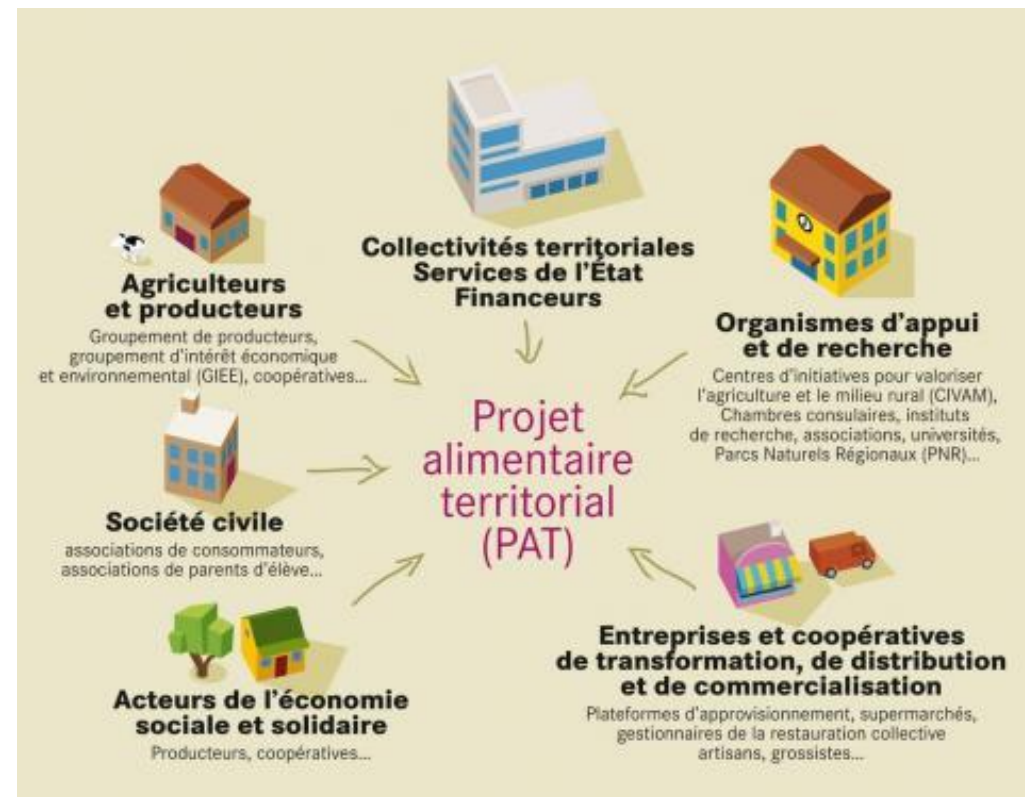 Collectivités territoriales
Services de l'État
Financeurs
Agriculteurs
et producteurs
Groupement de producteurs,
groupement d'intérêt économique
et environnemental (GIEE), coopératives...
Organismes d'appui
et de recherche
Centres d'initiatives pour valoriser
l'agriculture et le milieu rural (CIVAM),
Chambres consulaires, instituts
de recherche, associations, universités,
Parcs Naturels Régionaux (PNR)...
Projet
alimentaire
territorial
(PAT)
Société civile
associations de consommateurs,
associations de parents d'élève...
Acteurs de l'économie
sociale et solidaire
Producteurs, coopératives...
Entreprises et coopératives
de transformation, de distribution
et de commercialisation
Plateformes d'approvisionnement, supermarchés,
gestionnaires de la restauration collective
artisans, grossistes...